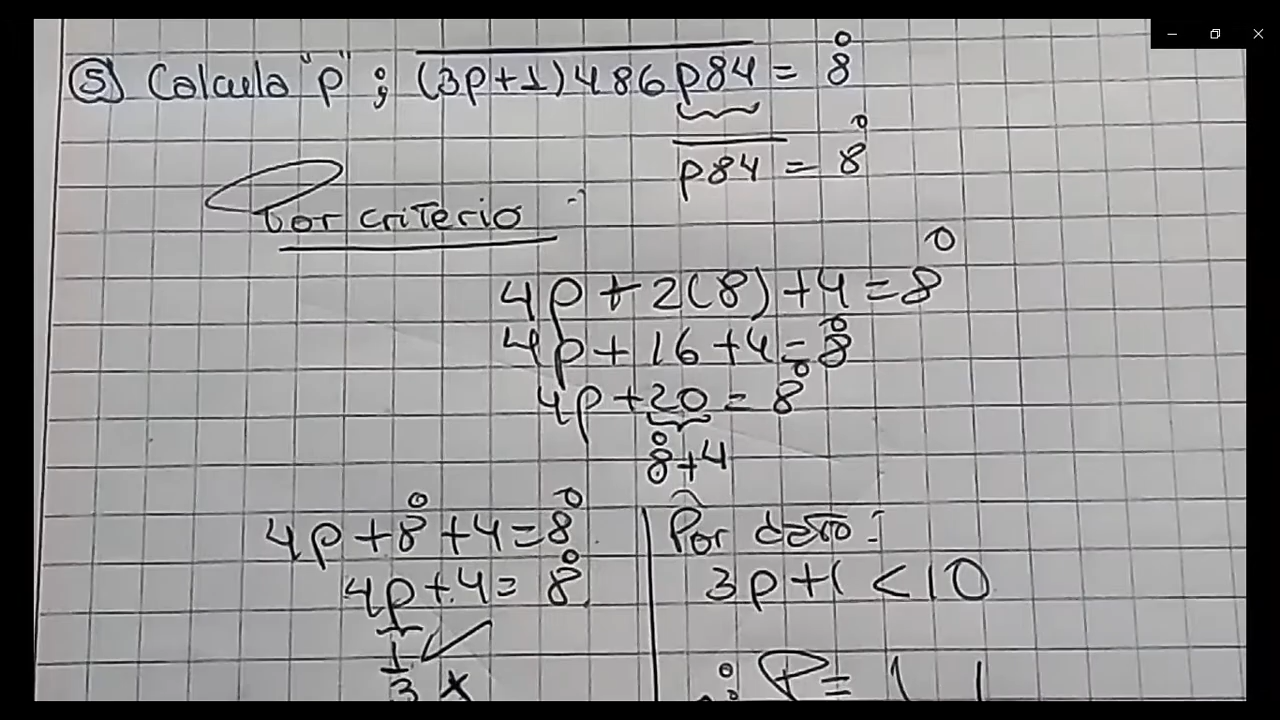 5) Calcula "p" ; (3p+1)486p84 = 8̊
p84 = 8̊
Por criterio :
4p + 2(8) + 4 = 8̊
4p + 16 + 4 = 8̊
4p + 20 = 8̊
8̊ + 4
4p + 8̊ + 4 = 8̊
4p + 4 = 8̊
1 ✓
3 x
Por dato :
3p + 1 < 10
∴ P = 1